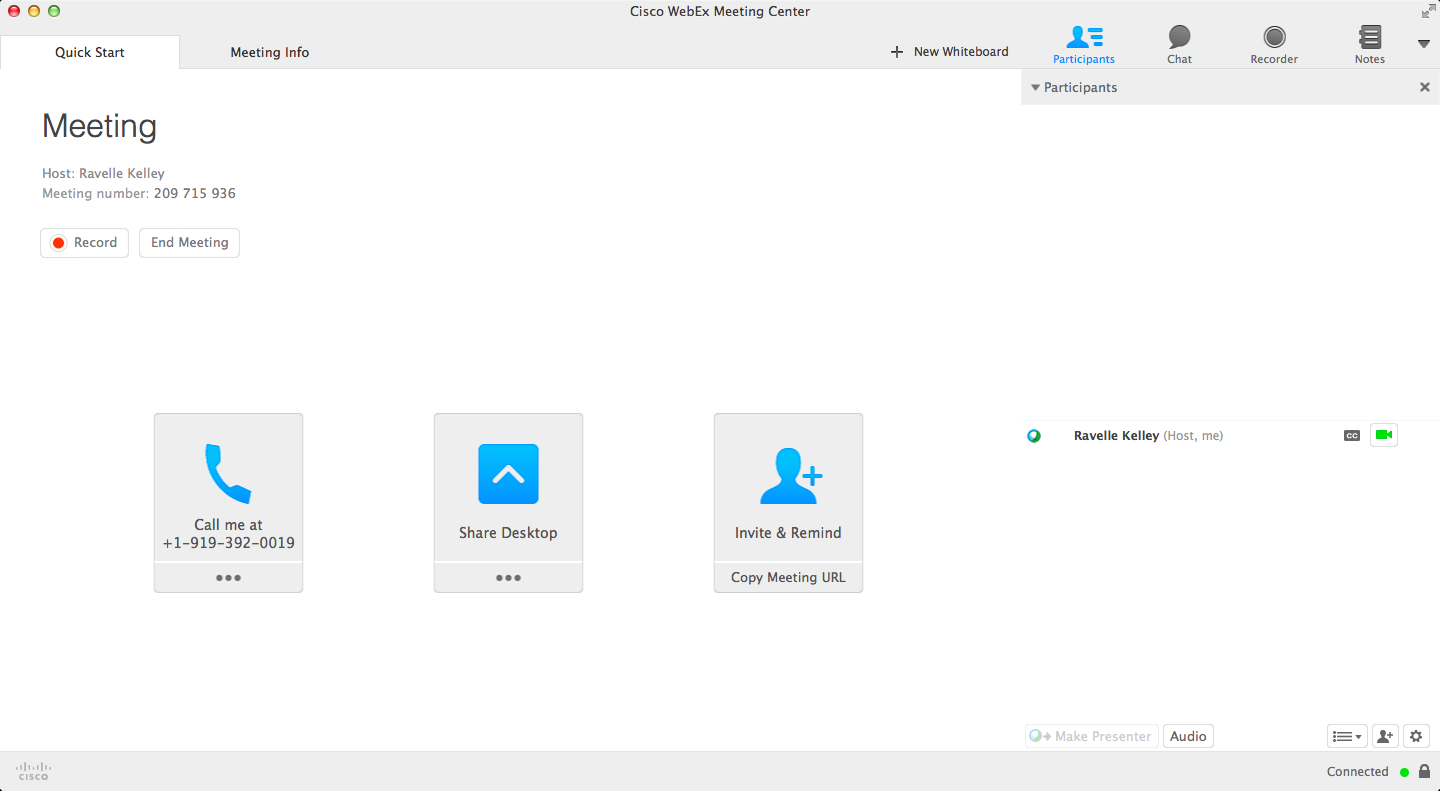 Cisco WebEx Meeting Center
Quick Start
Meeting Info
New Whiteboard
Participants
Chat
Recorder
Notes
Participants
Meeting
Host: Ravelle Kelley
Meeting number: 209 715 936
Record
End Meeting
Call me at
+1-919-392-0019
Share Desktop
Invite & Remind
Copy Meeting URL
Ravelle Kelley (Host, me)
CC
Make Presenter
Audio
CISCO
Connected